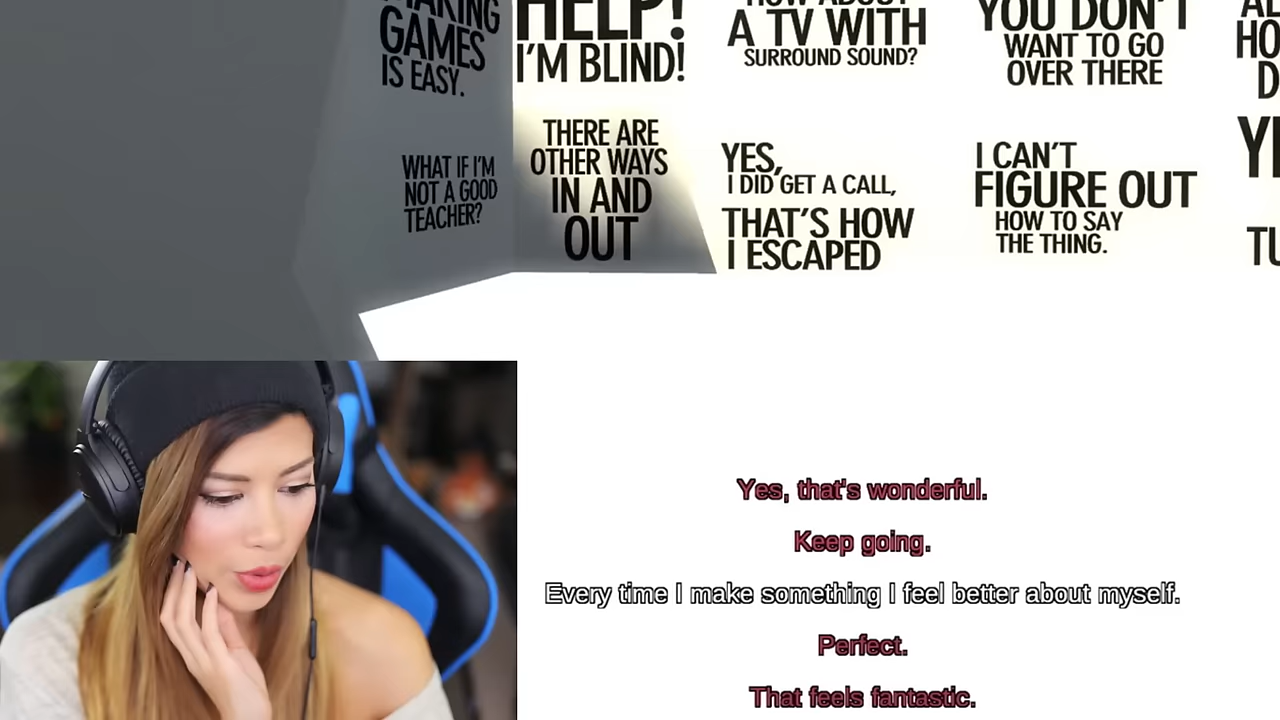 MAKING
GAMES
IS EASY.
HELP!
I'M BLIND!
HOW ABOUT
A TV WITH
SURROUND SOUND?
YOU DON'T
WANT TO GO
OVER THERE
WHAT IF I'M
NOT A GOOD
TEACHER?
THERE ARE
OTHER WAYS
IN AND
OUT
YES,
I DID GET A CALL,
THAT'S HOW
I ESCAPED
I CAN'T
FIGURE OUT
HOW TO SAY
THE THING.
Yes, that's wonderful.
Keep going.
Every time I make something I feel better about myself.
Perfect.
That feels fantastic.